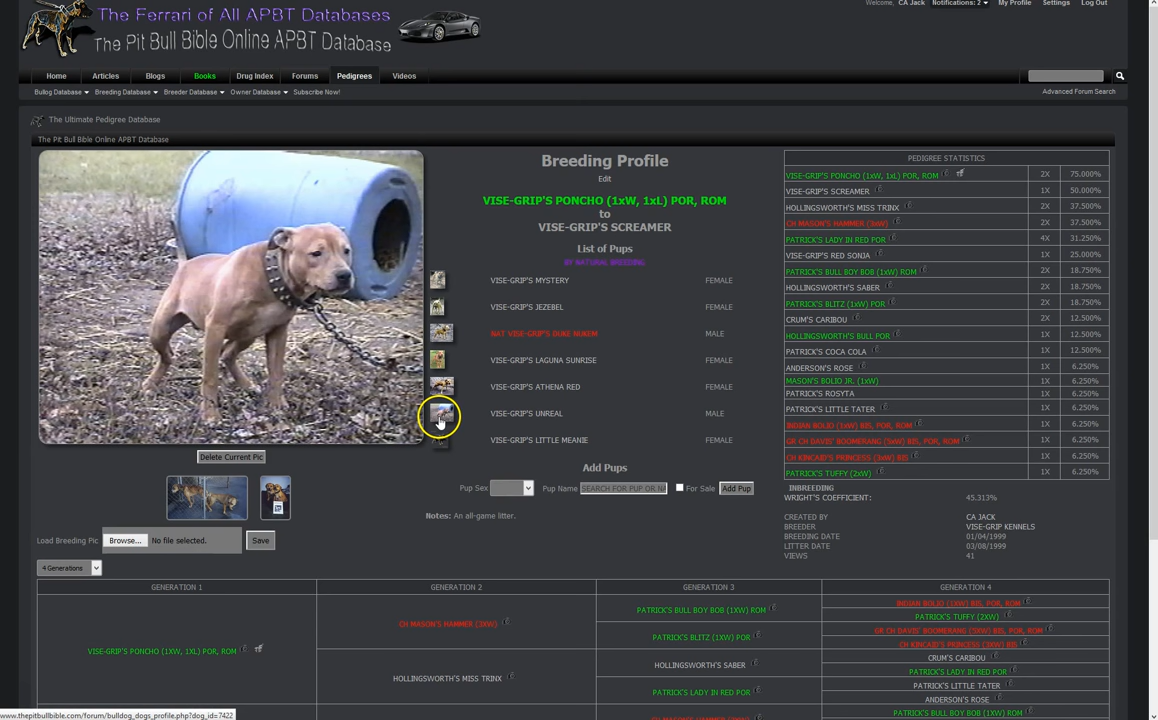 Welcome, CA Jack Notifications: 2 My Profile Settings Log Out
The Ferrari of All APBT Databases
The Pit Bull Bible Online APBT Database
Home Articles Blogs Books Drug Index Forums Pedigrees Videos
Bulldog Database Breeding Database Breeder Database Owner Database Subscribe Now!
Advanced Forum Search
The Ultimate Pedigree Database
The Pit Bull Bible Online APBT Database
Breeding Profile
Edit
VISE-GRIP'S PONCHO (1xW, 1xL) POR, ROM
to
VISE-GRIP'S SCREAMER
List of Pups
BY NATURAL BREEDING
VISE-GRIP'S MYSTERY FEMALE
VISE-GRIP'S JEZEBEL FEMALE
NAT VISE-GRIP'S DUKE NUKEM MALE
VISE-GRIP'S LAGUNA SUNRISE FEMALE
VISE-GRIP'S ATHENA RED FEMALE
VISE-GRIP'S UNREAL MALE
VISE-GRIP'S LITTLE MEANIE FEMALE
Add Pups
Pup Sex Pup Name SEARCH FOR PUP OR NA For Sale Add Pup
Notes: An all-game litter.
Delete Current Pic
Load Breeding Pic Browse... No file selected. Save
PEDIGREE STATISTICS
VISE-GRIP'S PONCHO (1xW, 1xL) POR, ROM 2X 75.000%
VISE-GRIP'S SCREAMER 1X 50.000%
HOLLINGSWORTH'S MISS TRINX 2X 37.500%
CH MASON'S HAMMER (3xW) 2X 37.500%
PATRICK'S LADY IN RED POR 4X 31.250%
VISE-GRIP'S RED SONJA 1X 25.000%
PATRICK'S BULL BOY BOB (1xW) ROM 2X 18.750%
HOLLINGSWORTH'S SABER 2X 18.750%
PATRICK'S BLITZ (1xW) POR 2X 18.750%
CRUM'S CARIBOU 2X 12.500%
HOLLINGSWORTH'S BULL POR 1X 12.500%
PATRICK'S COCA COLA 1X 12.500%
ANDERSON'S ROSE 1X 6.250%
MASON'S BOLIO JR. (1xW) 1X 6.250%
PATRICK'S ROSYTA 1X 6.250%
PATRICK'S LITTLE TATER 1X 6.250%
INDIAN BOLIO (1xW) BIS, POR, ROM 1X 6.250%
GR CH DAVIS' BOOMERANG (5xW) BIS, POR, ROM 1X 6.250%
CH KINCAID'S PRINCESS (3xW) BIS 1X 6.250%
PATRICK'S TUFFY (2xW) 1X 6.250%
INBREEDING
WRIGHT'S COEFFICIENT: 45.313%
CREATED BY CA JACK
BREEDER VISE-GRIP KENNELS
BREEDING DATE 01/04/1999
LITTER DATE 03/08/1999
VIEWS 41
4 Generations
GENERATION 1 GENERATION 2 GENERATION 3 GENERATION 4
VISE-GRIP'S PONCHO (1XW, 1XL) POR, ROM
CH MASON'S HAMMER (3XW)
HOLLINGSWORTH'S MISS TRINX
PATRICK'S BULL BOY BOB (1XW) ROM
PATRICK'S BLITZ (1XW) POR
HOLLINGSWORTH'S SABER
PATRICK'S LADY IN RED POR
INDIAN BOLIO (1XW) BIS, POR, ROM
PATRICK'S TUFFY (2XW)
GR CH DAVIS' BOOMERANG (5XW) BIS, POR, ROM
CH KINCAID'S PRINCESS (3XW) BIS
CRUM'S CARIBOU
PATRICK'S LADY IN RED POR
PATRICK'S LITTLE TATER
ANDERSON'S ROSE
PATRICK'S BULL BOY BOB (1XW) ROM
www.thepitbullbible.com/forum/bulldog_dogs_profile.php?dog_id=7422